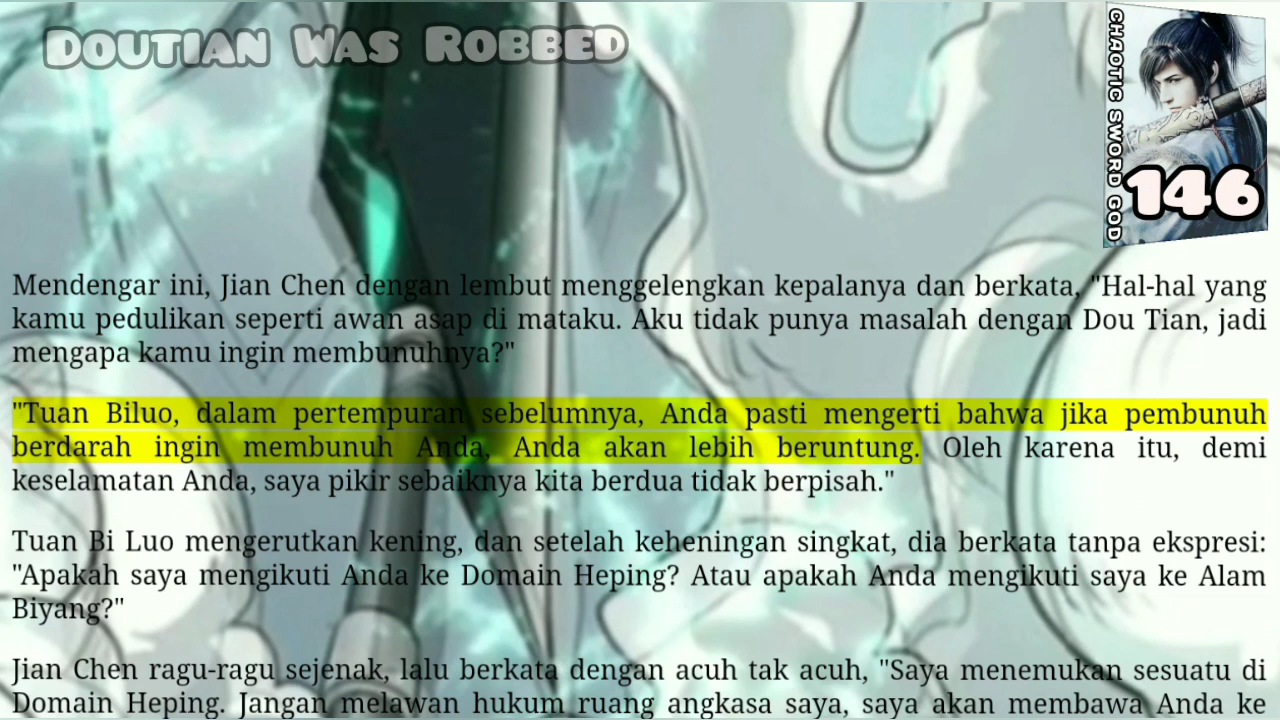 Doutian Was Robbed
CHAOTIC SWORD GOD
146
Mendengar ini, Jian Chen dengan lembut menggelengkan kepalanya dan berkata, "Hal-hal yang
kamu pedulikan seperti awan asap di mataku. Aku tidak punya masalah dengan Dou Tian, jadi
mengapa kamu ingin membunuhnya?"
"Tuan Biluo, dalam pertempuran sebelumnya, Anda pasti mengerti bahwa jika pembunuh
berdarah ingin membunuh Anda, Anda akan lebih beruntung. Oleh karena itu, demi
keselamatan Anda, saya pikir sebaiknya kita berdua tidak berpisah."
Tuan Bi Luo mengerutkan kening, dan setelah keheningan singkat, dia berkata tanpa ekspresi:
"Apakah saya mengikuti Anda ke Domain Heping? Atau apakah Anda mengikuti saya ke Alam
Biyang?"
Jian Chen ragu-ragu sejenak, lalu berkata dengan acuh tak acuh, "Saya menemukan sesuatu di
Domain Heping. Jangan melawan hukum ruang angkasa saya, saya akan membawa Anda ke